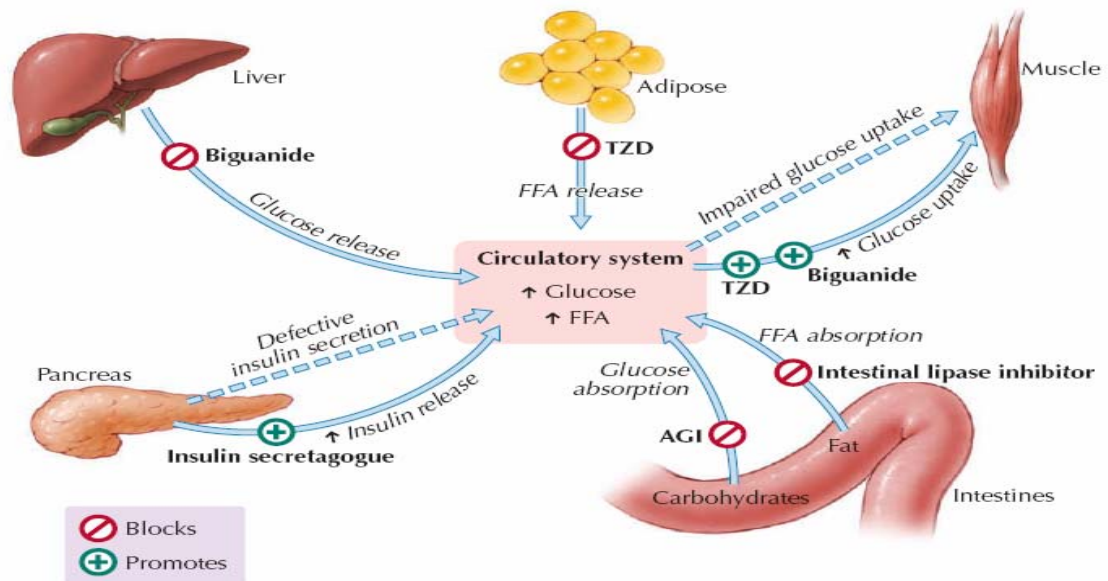 Liver
Biguanide
Glucose release
Adipose
TZD
FFA release
Muscle
Impaired glucose uptake
↑ Glucose uptake
TZD
Biguanide
Circulatory system
↑ Glucose
↑ FFA
Defective
insulin secretion
Pancreas
↑ Insulin release
Insulin secretagogue
Glucose
absorption
AGI
Carbohydrates
FFA absorption
Intestinal lipase inhibitor
Fat
Intestines
Blocks
Promotes